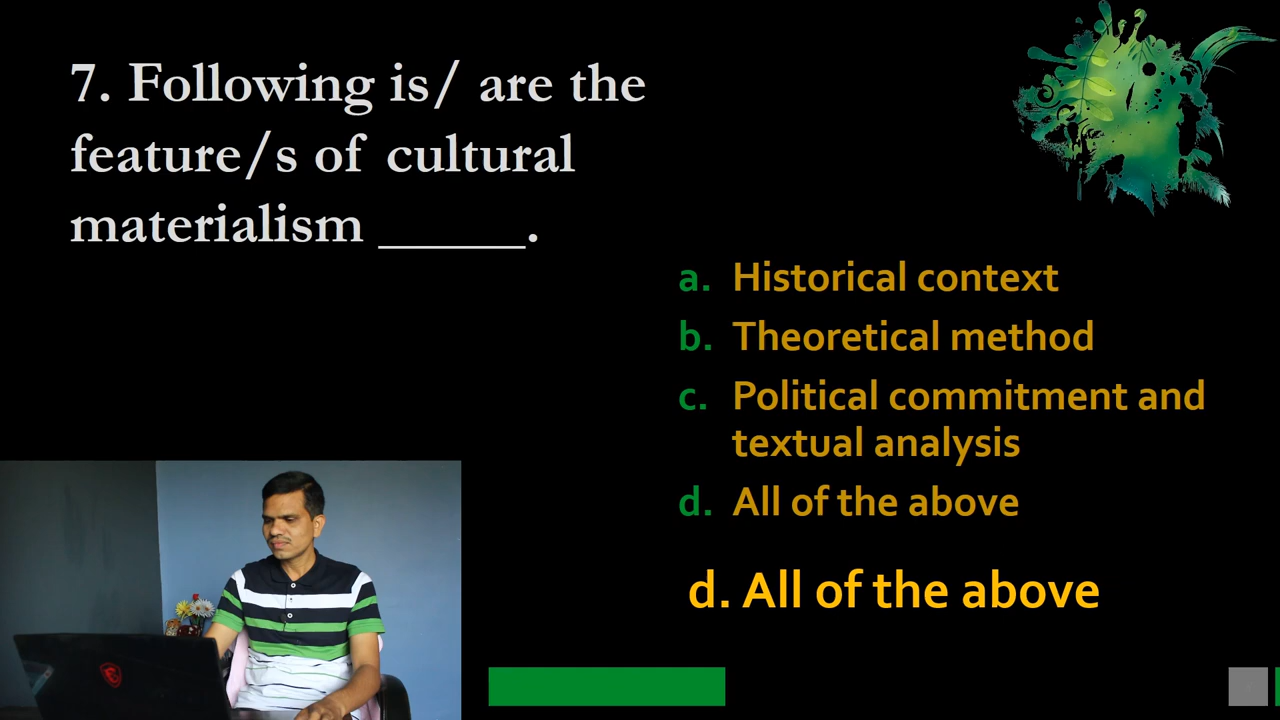 7. Following is/ are the
feature/s of cultural
materialism ______.
a. Historical context
b. Theoretical method
c. Political commitment and
textual analysis
d. All of the above
d. All of the above